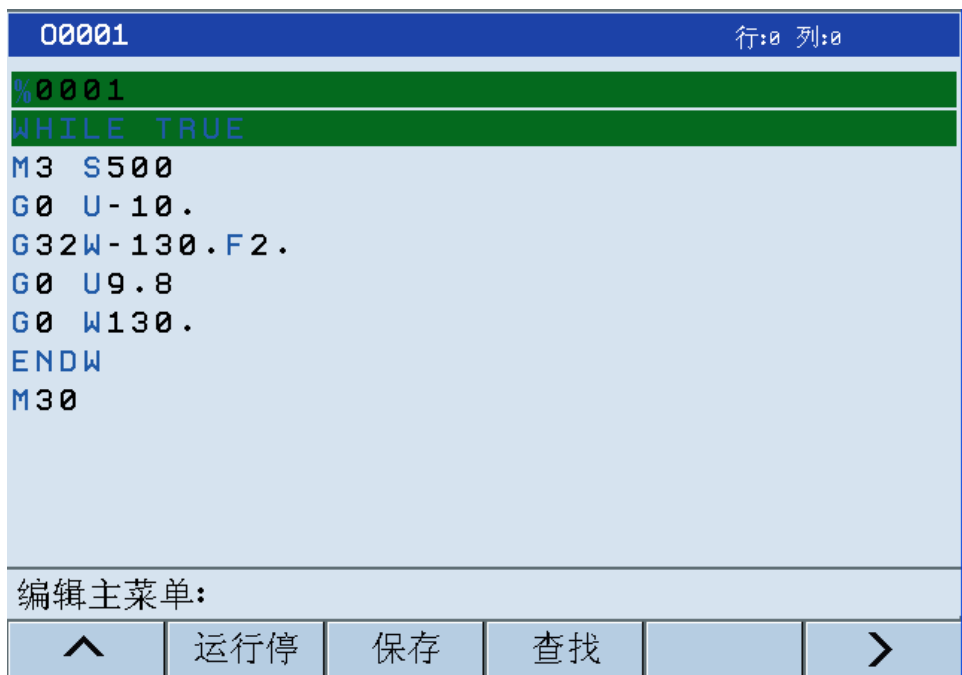 O0001 行:0 列:0
%0001
WHILE TRUE
M3 S500
G0 U-10.
G32W-130.F2.
G0 U9.8
G0 W130.
ENDW
M30
编辑主菜单:
运行停 保存 查找